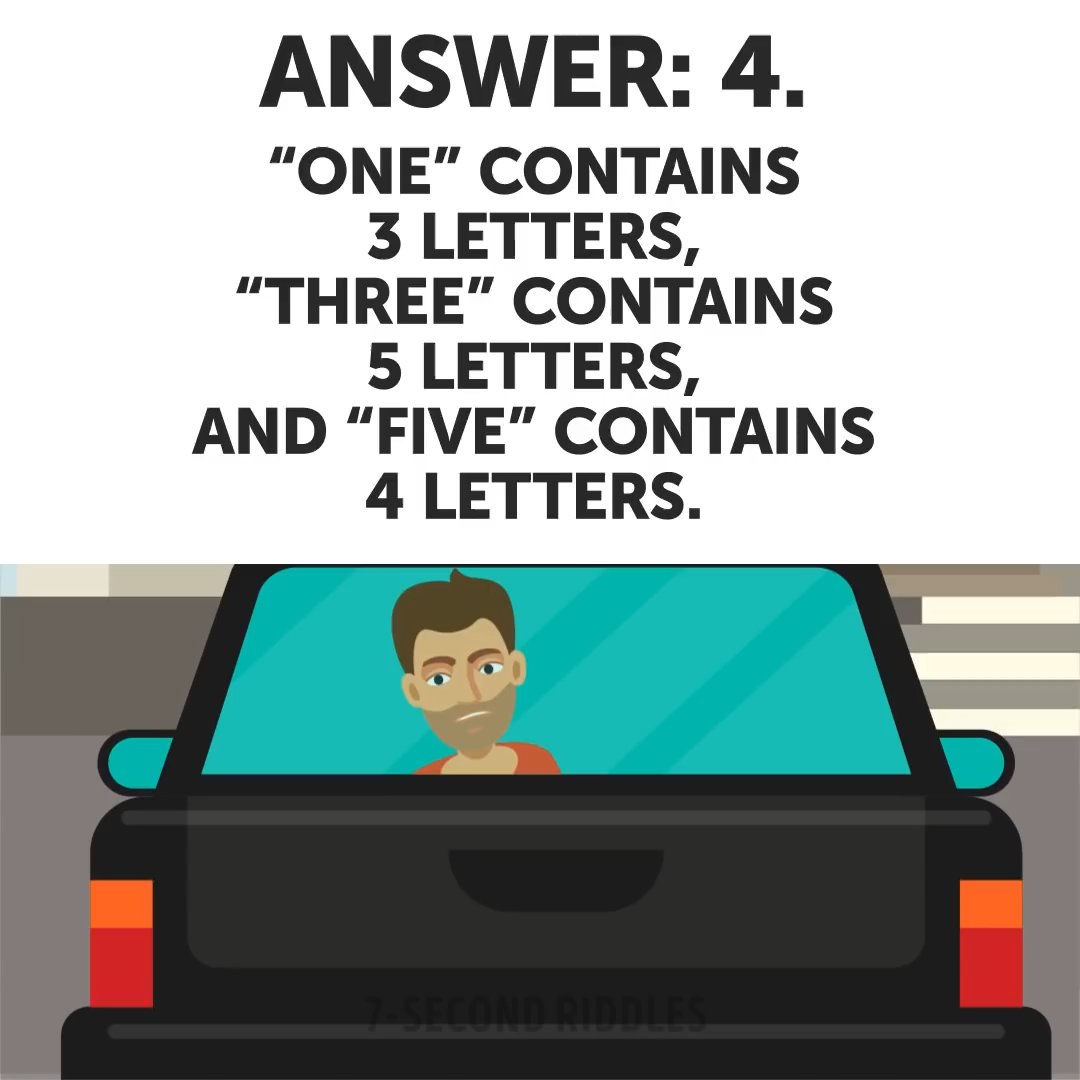 ANSWER: 4.
“ONE” CONTAINS
3 LETTERS,
“THREE” CONTAINS
5 LETTERS,
AND “FIVE” CONTAINS
4 LETTERS.
7-SECOND RIDDLES